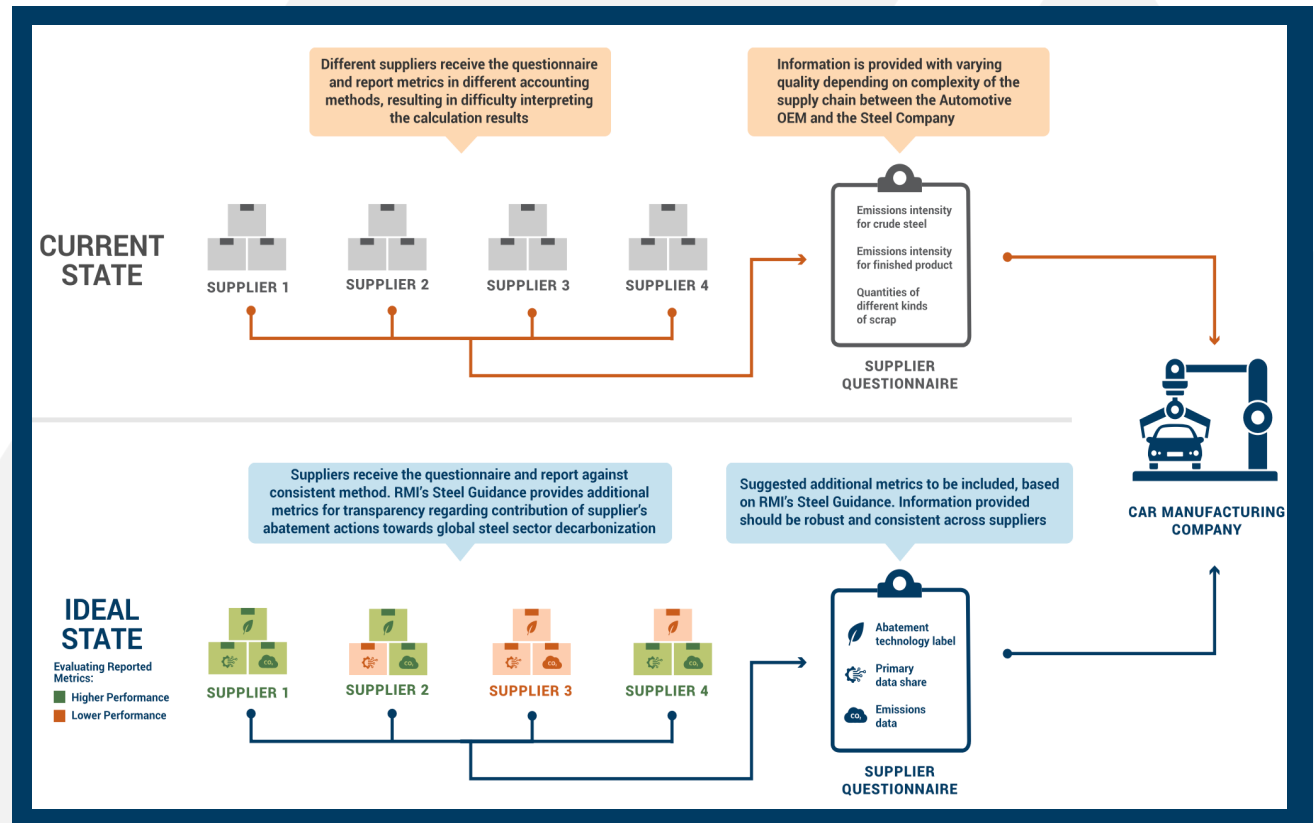 Different suppliers receive the questionnaire
and report metrics in different accounting
methods, resulting in difficulty interpreting
the calculation results
Information is provided with varying
quality depending on complexity of the
supply chain between the Automotive
OEM and the Steel Company
CURRENT
STATE
SUPPLIER 1
SUPPLIER 2
SUPPLIER 3
SUPPLIER 4
Emissions intensity
for crude steel
Emissions intensity
for finished product
Quantities of
different kinds
of scrap
SUPPLIER
QUESTIONNAIRE
CAR MANUFACTURING
COMPANY
Suppliers receive the questionnaire and report against
consistent method. RMI's Steel Guidance provides additional
metrics for transparency regarding contribution of supplier's
abatement actions towards global steel sector decarbonization
Suggested additional metrics to be included, based
on RMI's Steel Guidance. Information provided
should be robust and consistent across suppliers
IDEAL
STATE
Evaluating Reported
Metrics:
Higher Performance
Lower Performance
CO₂
SUPPLIER 1
CO₂
SUPPLIER 2
CO₂
SUPPLIER 3
CO₂
SUPPLIER 4
Abatement
technology label
Primary
data share
CO₂
Emissions
data
SUPPLIER
QUESTIONNAIRE